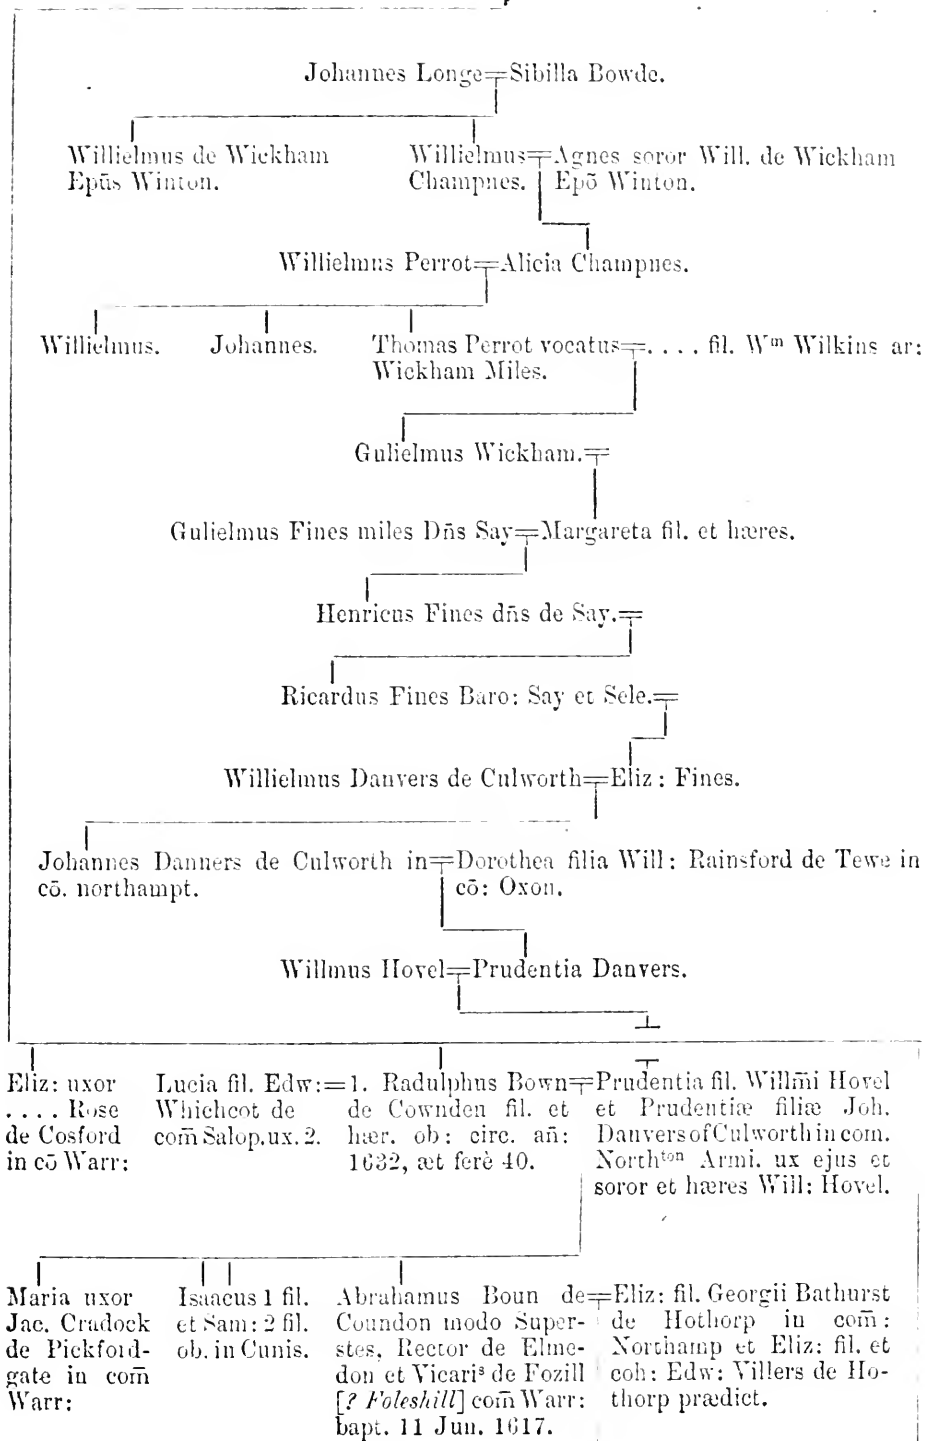 Johannes Longe=Sibilla Bowde.
Willielmus de Wickham
Epūs Winton.
Willielmus=Agnes soror Will. de Wickham
Champnes. Epō Winton.
Willielmus Perrot=Alicia Champnes.
Willielmus. Johannes. Thomas Perrot vocatus=. . . . fil. Wᵐ Wilkins ar:
Wickham Miles.
Gulielmus Wickham.=
Gulielmus Fines miles Dn̄s Say=Margareta fil. et hæres.
Henricus Fines dn̄s de Say.=
Ricardus Fines Baro: Say et Sele.=
Willielmus Danvers de Culworth=Eliz: Fines.
Johannes Danners de Culworth in=Dorothea filia Will: Rainsford de Tewe in
cō. northampt. cō: Oxon.
Willmus Hovel=Prudentia Danvers.
Eliz: uxor
. . . . Rose
de Cosford
in cō Warr:
Lucia fil. Edw:=
Whichcot de
com̄ Salop. ux. 2.
1. Radulphus Bown=
de Cownden fil. et
hær. ob: circ. an̄:
1632, æt ferè 40.
Prudentia fil. Willm̄i Hovel
et Prudentiæ filiæ Joh.
Danvers of Culworth in com.
Northᵗᵒⁿ Armi. ux ejus et
soror et hæres Will: Hovel.
Maria uxor
Jac. Cradock
de Pickford-
gate in com̄
Warr:
Isaacus 1 fil.
et Sam: 2 fil.
ob. in Cunis.
Abrahamus Boun de=
Coundon modo Super-
stes, Rector de Elme-
don et Vicariˢ de Fozill
[? Foleshill] com̄ Warr:
bapt. 11 Jun. 1617.
Eliz: fil. Georgii Bathurst
de Hothorp in com̄:
Northamp et Eliz: fil. et
coh: Edw: Villers de Ho-
thorp prædict.